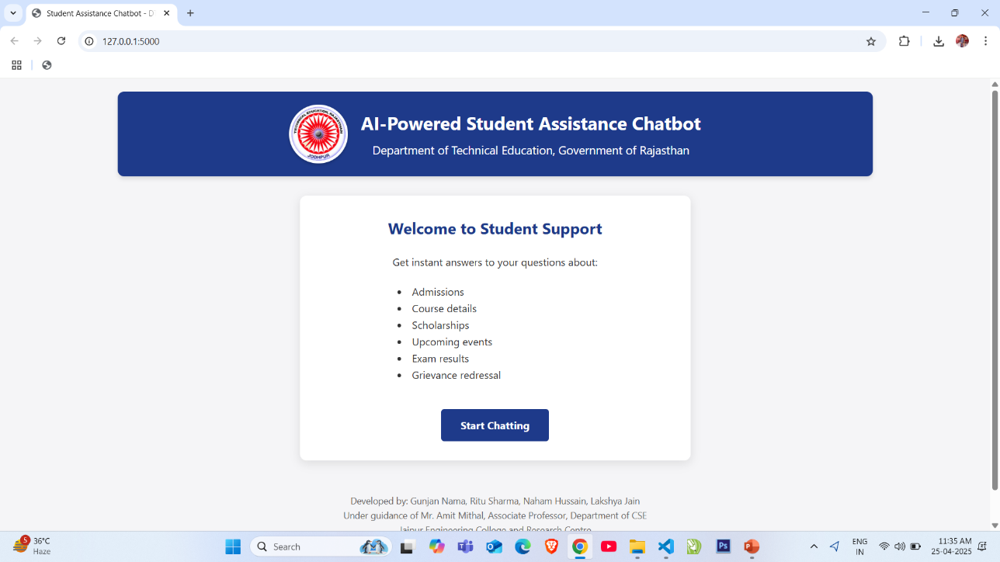 Student Assistance Chatbot - D
127.0.0.1:5000
TECHNICAL EDUCATION, RAJASTHAN
JODHPUR
AI-Powered Student Assistance Chatbot
Department of Technical Education, Government of Rajasthan
Welcome to Student Support
Get instant answers to your questions about:
Admissions
Course details
Scholarships
Upcoming events
Exam results
Grievance redressal
Start Chatting
Developed by: Gunjan Nama, Ritu Sharma, Naham Hussain, Lakshya Jain
Under guidance of Mr. Amit Mithal, Associate Professor, Department of CSE
Jaipur Engineering College and Research Centre
5
36°C
Haze
Search
Ps
P
ENG
IN
11:35 AM
25-04-2025